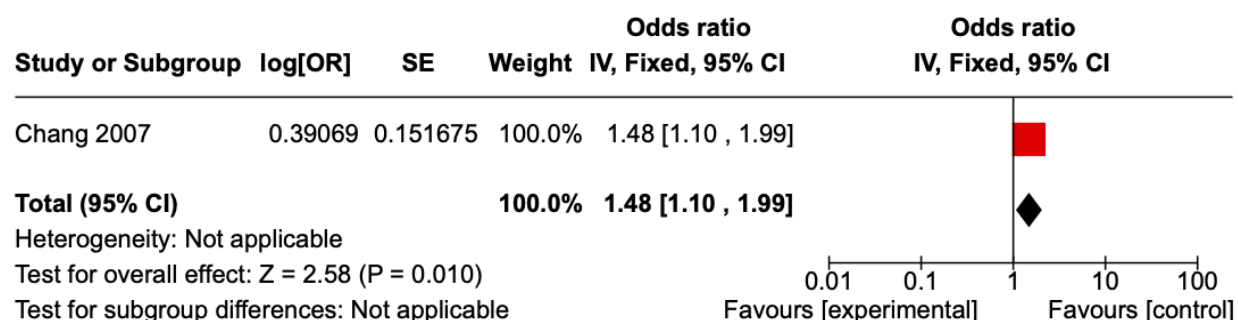 Odds ratio Odds ratio
Study or Subgroup log[OR] SE Weight IV, Fixed, 95% CI IV, Fixed, 95% CI
Chang 2007 0.39069 0.151675 100.0% 1.48 [1.10 , 1.99]
Total (95% CI) 100.0% 1.48 [1.10 , 1.99]
Heterogeneity: Not applicable
Test for overall effect: Z = 2.58 (P = 0.010) 0.01 0.1 1 10 100
Test for subgroup differences: Not applicable Favours [experimental] Favours [control]